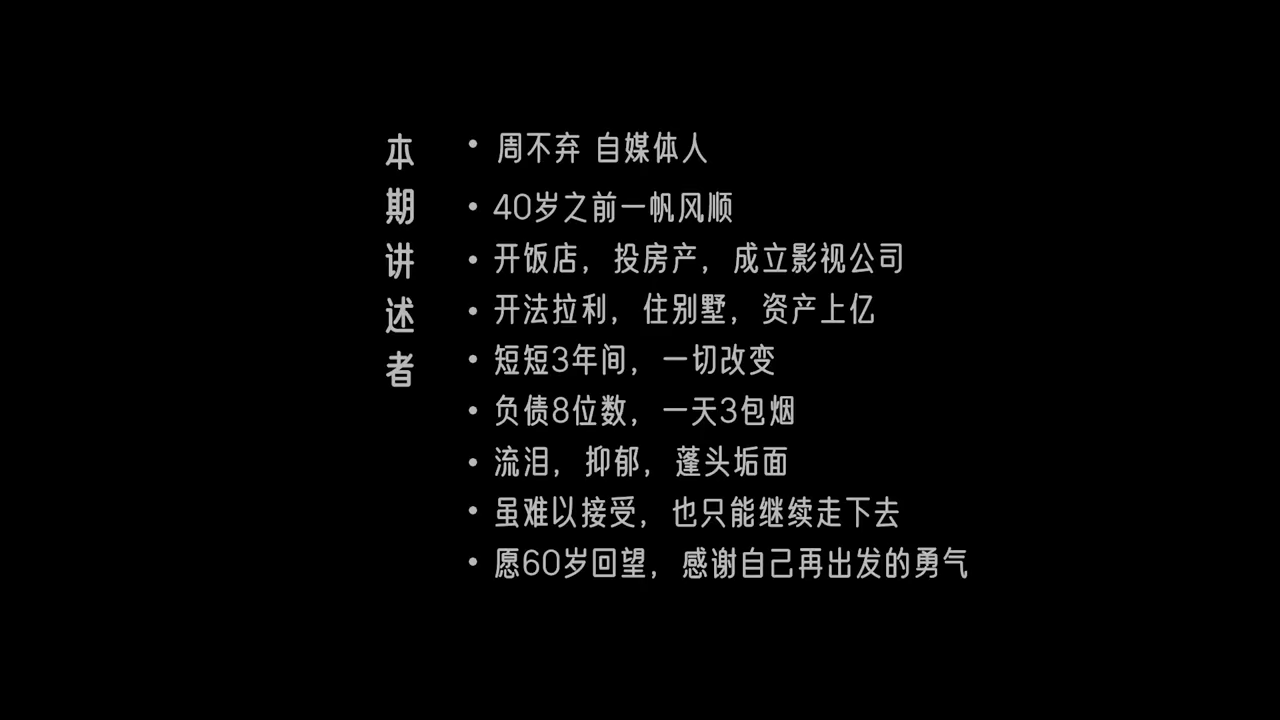 本期讲述者
• 周不弃 自媒体人
• 40岁之前一帆风顺
• 开饭店，投房产，成立影视公司
• 开法拉利，住别墅，资产上亿
• 短短3年间，一切改变
• 负债8位数，一天3包烟
• 流泪，抑郁，蓬头垢面
• 虽难以接受，也只能继续走下去
• 愿60岁回望，感谢自己再出发的勇气